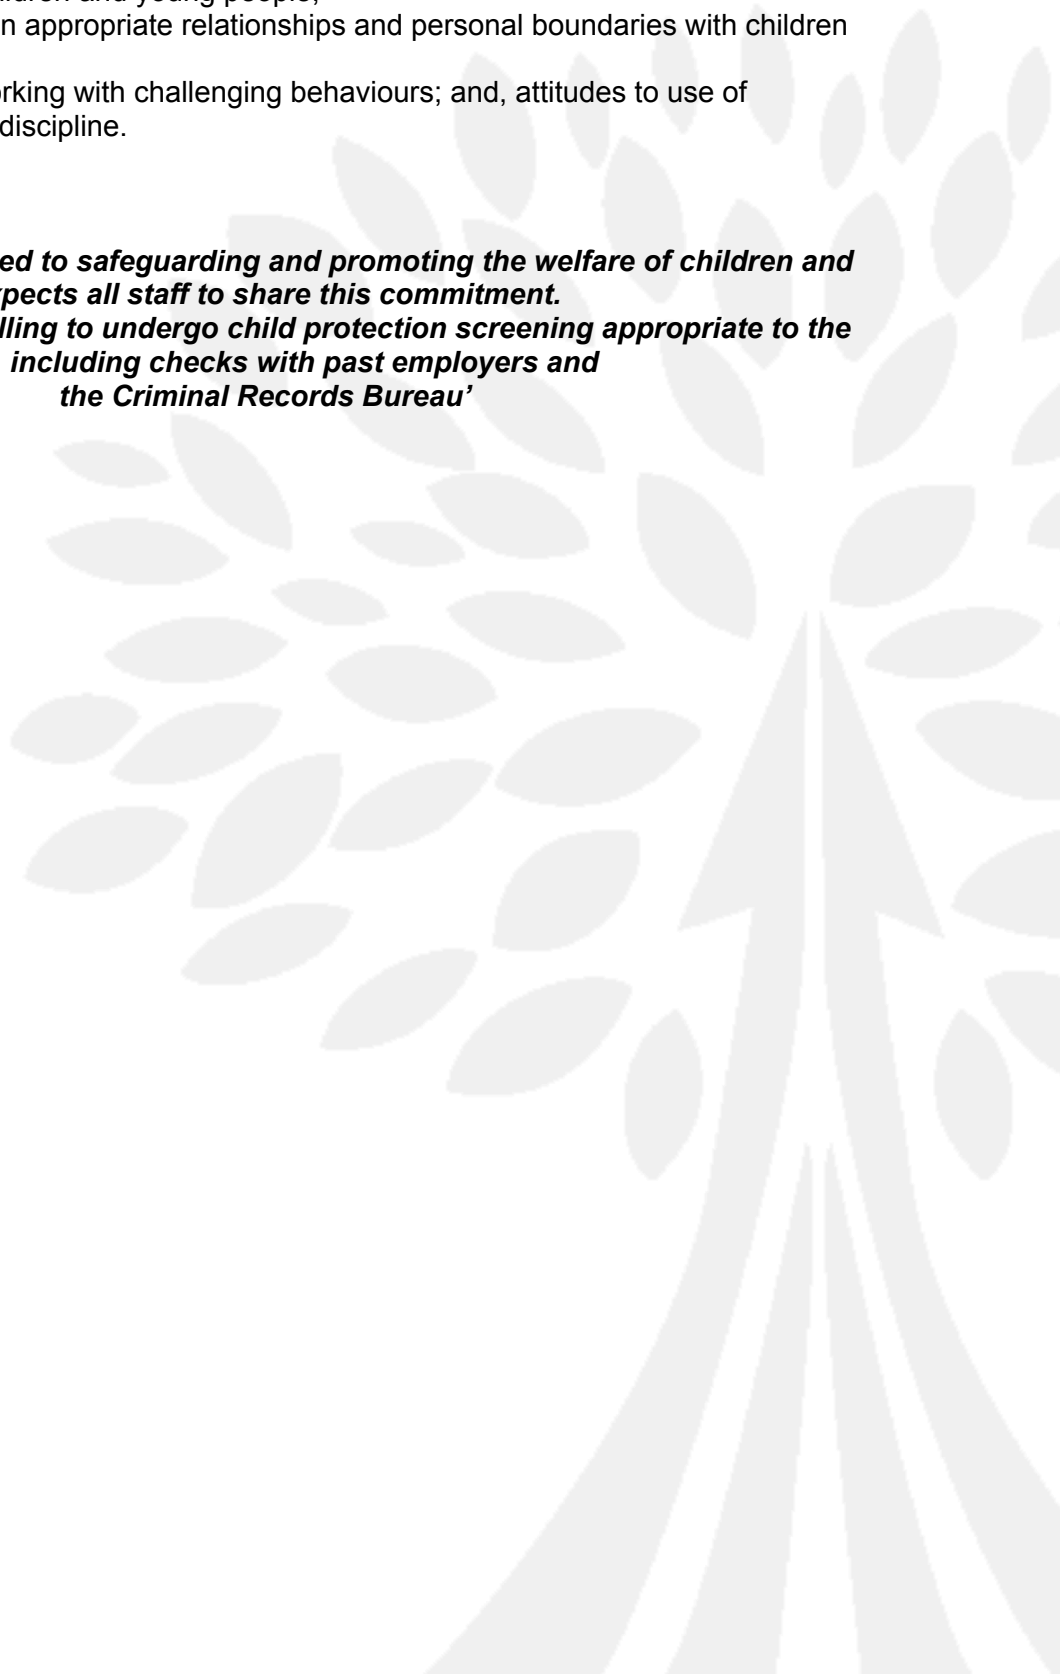 and young people;
n appropriate relationships and personal boundaries with children
rking with challenging behaviours; and, attitudes to use of
discipline.
ed to safeguarding and promoting the welfare of children and
pects all staff to share this commitment.
lling to undergo child protection screening appropriate to the
including checks with past employers and
the Criminal Records Bureau’